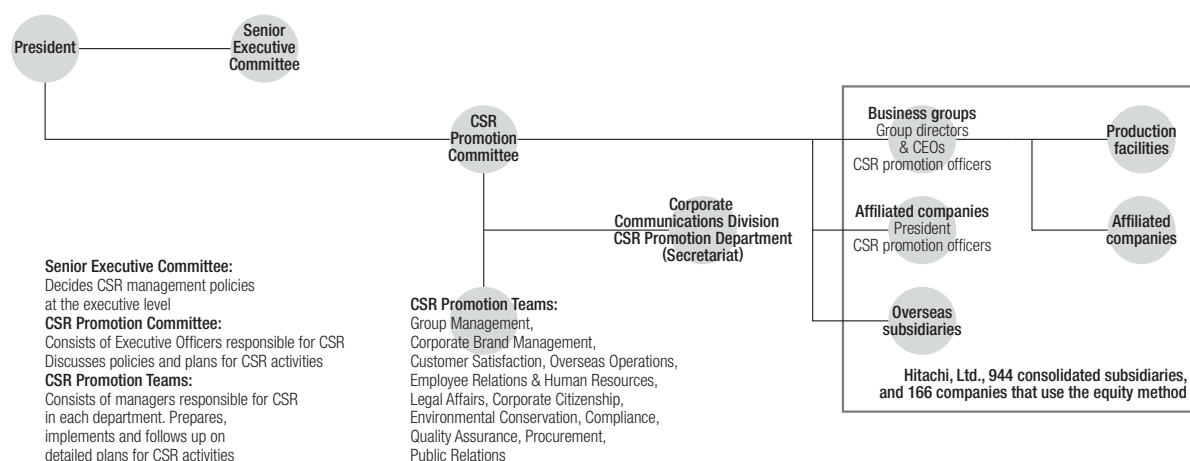 President
Senior
Executive
Committee
CSR
Promotion
Committee
Business groups
Group directors
& CEOs
CSR promotion officers
Production
facilities
Corporate
Communications Division
CSR Promotion Department
(Secretariat)
Affiliated companies
President
CSR promotion officers
Affiliated
companies
Overseas
subsidiaries
Hitachi, Ltd., 944 consolidated subsidiaries,
and 166 companies that use the equity method
Senior Executive Committee:
Decides CSR management policies
at the executive level
CSR Promotion Committee:
Consists of Executive Officers responsible for CSR
Discusses policies and plans for CSR activities
CSR Promotion Teams:
Consists of managers responsible for CSR
in each department. Prepares,
implements and follows up on
detailed plans for CSR activities
CSR Promotion Teams:
Group Management,
Corporate Brand Management,
Customer Satisfaction, Overseas Operations,
Employee Relations & Human Resources,
Legal Affairs, Corporate Citizenship,
Environmental Conservation, Compliance,
Quality Assurance, Procurement,
Public Relations